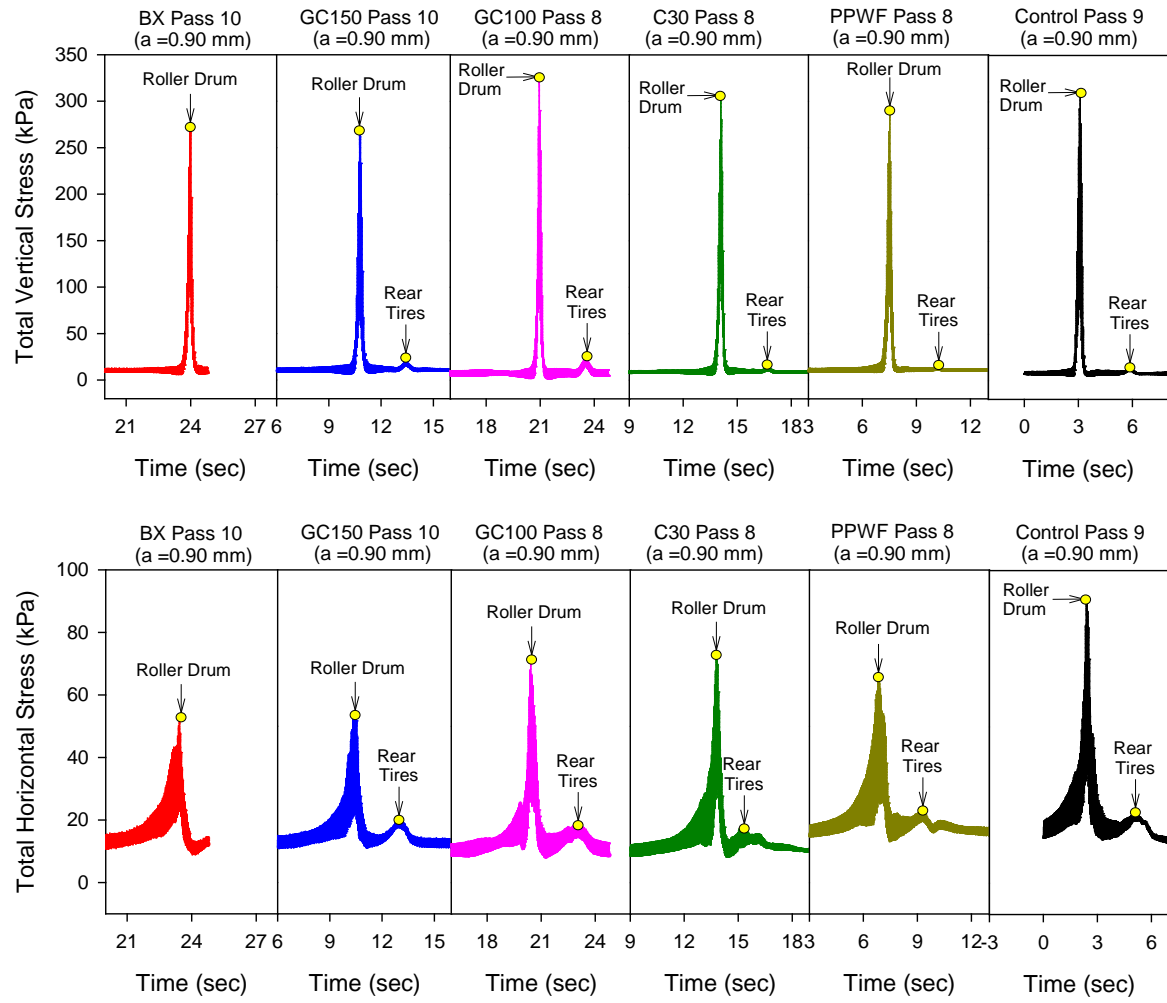 BX Pass 10
(a =0.90 mm)
GC150 Pass 10
(a =0.90 mm)
GC100 Pass 8
(a =0.90 mm)
C30 Pass 8
(a =0.90 mm)
PPWF Pass 8
(a =0.90 mm)
Control Pass 9
(a =0.90 mm)
Total Vertical Stress (kPa)
350
300
250
200
150
100
50
0
Roller Drum
Roller Drum
Rear
Tires
Roller
Drum
Rear
Tires
Roller
Drum
Rear
Tires
Roller Drum
Rear
Tires
Roller
Drum
Rear
Tires
21 24 27 6 9 12 15 18 21 24 9 12 15 183 6 9 12 0 3 6
Time (sec) Time (sec) Time (sec) Time (sec) Time (sec) Time (sec)
BX Pass 10
(a =0.90 mm)
GC150 Pass 10
(a =0.90 mm)
GC100 Pass 8
(a =0.90 mm)
C30 Pass 8
(a =0.90 mm)
PPWF Pass 8
(a =0.90 mm)
Control Pass 9
(a =0.90 mm)
Total Horizontal Stress (kPa)
100
80
60
40
20
0
Roller Drum
Roller Drum
Rear
Tires
Roller Drum
Rear
Tires
Roller Drum
Rear
Tires
Roller Drum
Rear
Tires
Roller
Drum
Rear
Tires
21 24 27 6 9 12 15 18 21 24 9 12 15 183 6 9 12 -3 0 3 6
Time (sec) Time (sec) Time (sec) Time (sec) Time (sec) Time (sec)